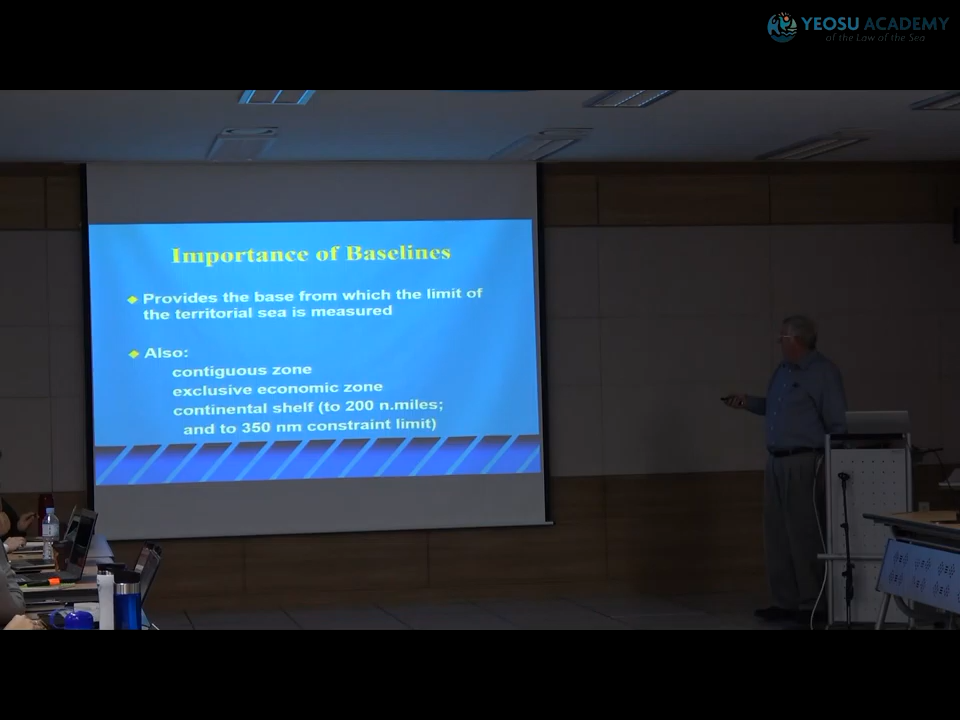 YEOSU ACADEMY
of the Law of the Sea
Importance of Baselines
Provides the base from which the limit of
the territorial sea is measured
Also:
contiguous zone
exclusive economic zone
continental shelf (to 200 n.miles;
and to 350 nm constraint limit)